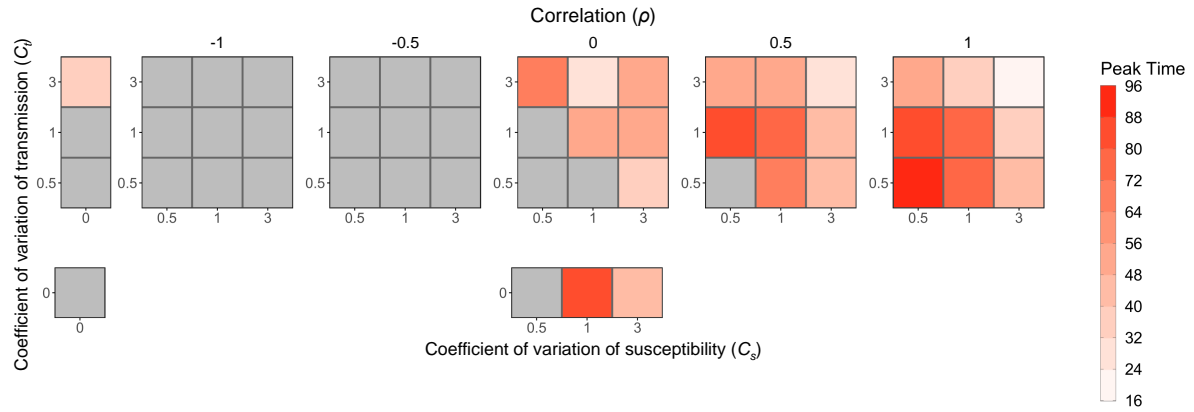 Correlation (ρ)
-1 -0.5 0 0.5 1
Coefficient of variation of transmission (Ct)
3 3 3 3 3 3
1 1 1 1 1 1
0.5 0.5 0.5 0.5 0.5 0.5
0 0.5 1 3 0.5 1 3 0.5 1 3 0.5 1 3 0.5 1 3
0 0
0 0.5 1 3
Coefficient of variation of susceptibility (Cs)
Peak Time
96
88
80
72
64
56
48
40
32
24
16